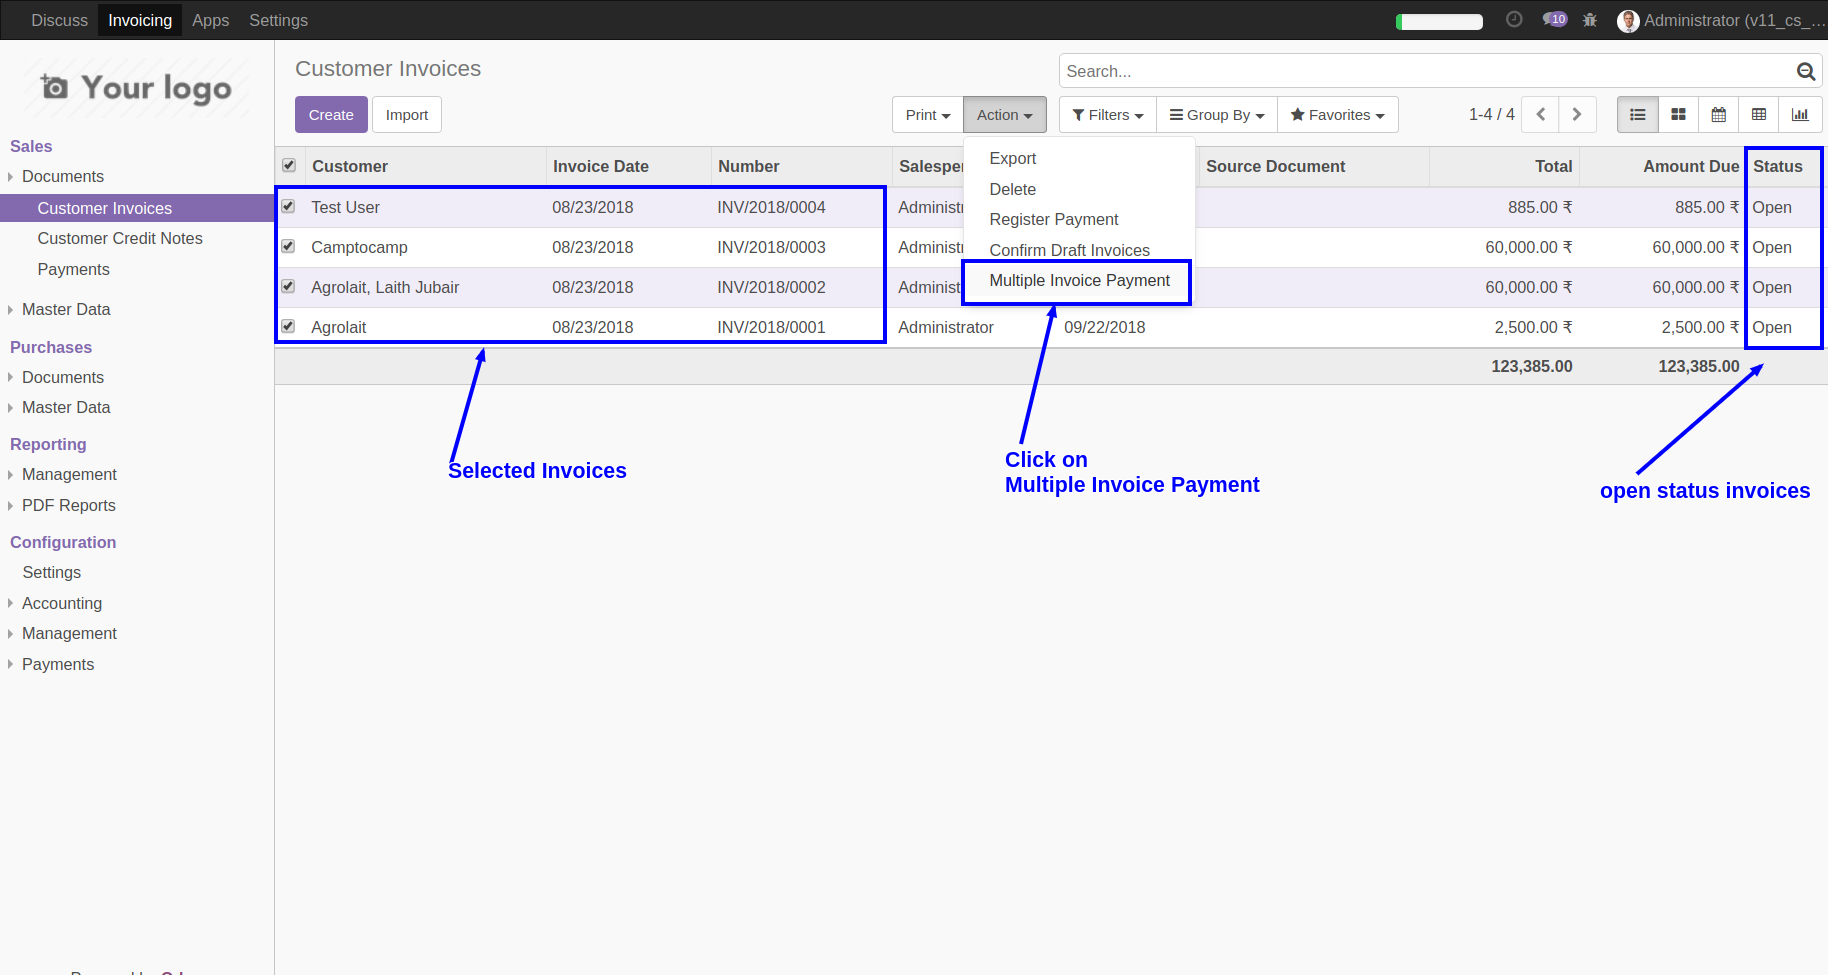 Discuss Invoicing Apps Settings 10 Administrator (v11_cs_...
Your logo
Sales
Documents
Customer Invoices
Customer Credit Notes
Payments
Master Data
Purchases
Documents
Master Data
Reporting
Management
PDF Reports
Configuration
Settings
Accounting
Management
Payments
Customer Invoices
Search...
Create Import Print Action Filters Group By Favorites 1-4 / 4
Customer Invoice Date Number Source Document Total Amount Due Status
Test User 08/23/2018 INV/2018/0004 885.00 ₹ 885.00 ₹ Open
Camptocamp 08/23/2018 INV/2018/0003 60,000.00 ₹ 60,000.00 ₹ Open
Agrolait, Laith Jubair 08/23/2018 INV/2018/0002 60,000.00 ₹ 60,000.00 ₹ Open
Agrolait 08/23/2018 INV/2018/0001 Administrator 09/22/2018 2,500.00 ₹ 2,500.00 ₹ Open
123,385.00 123,385.00
Export
Delete
Register Payment
Confirm Draft Invoices
Multiple Invoice Payment
Selected Invoices
Click on
Multiple Invoice Payment
open status invoices